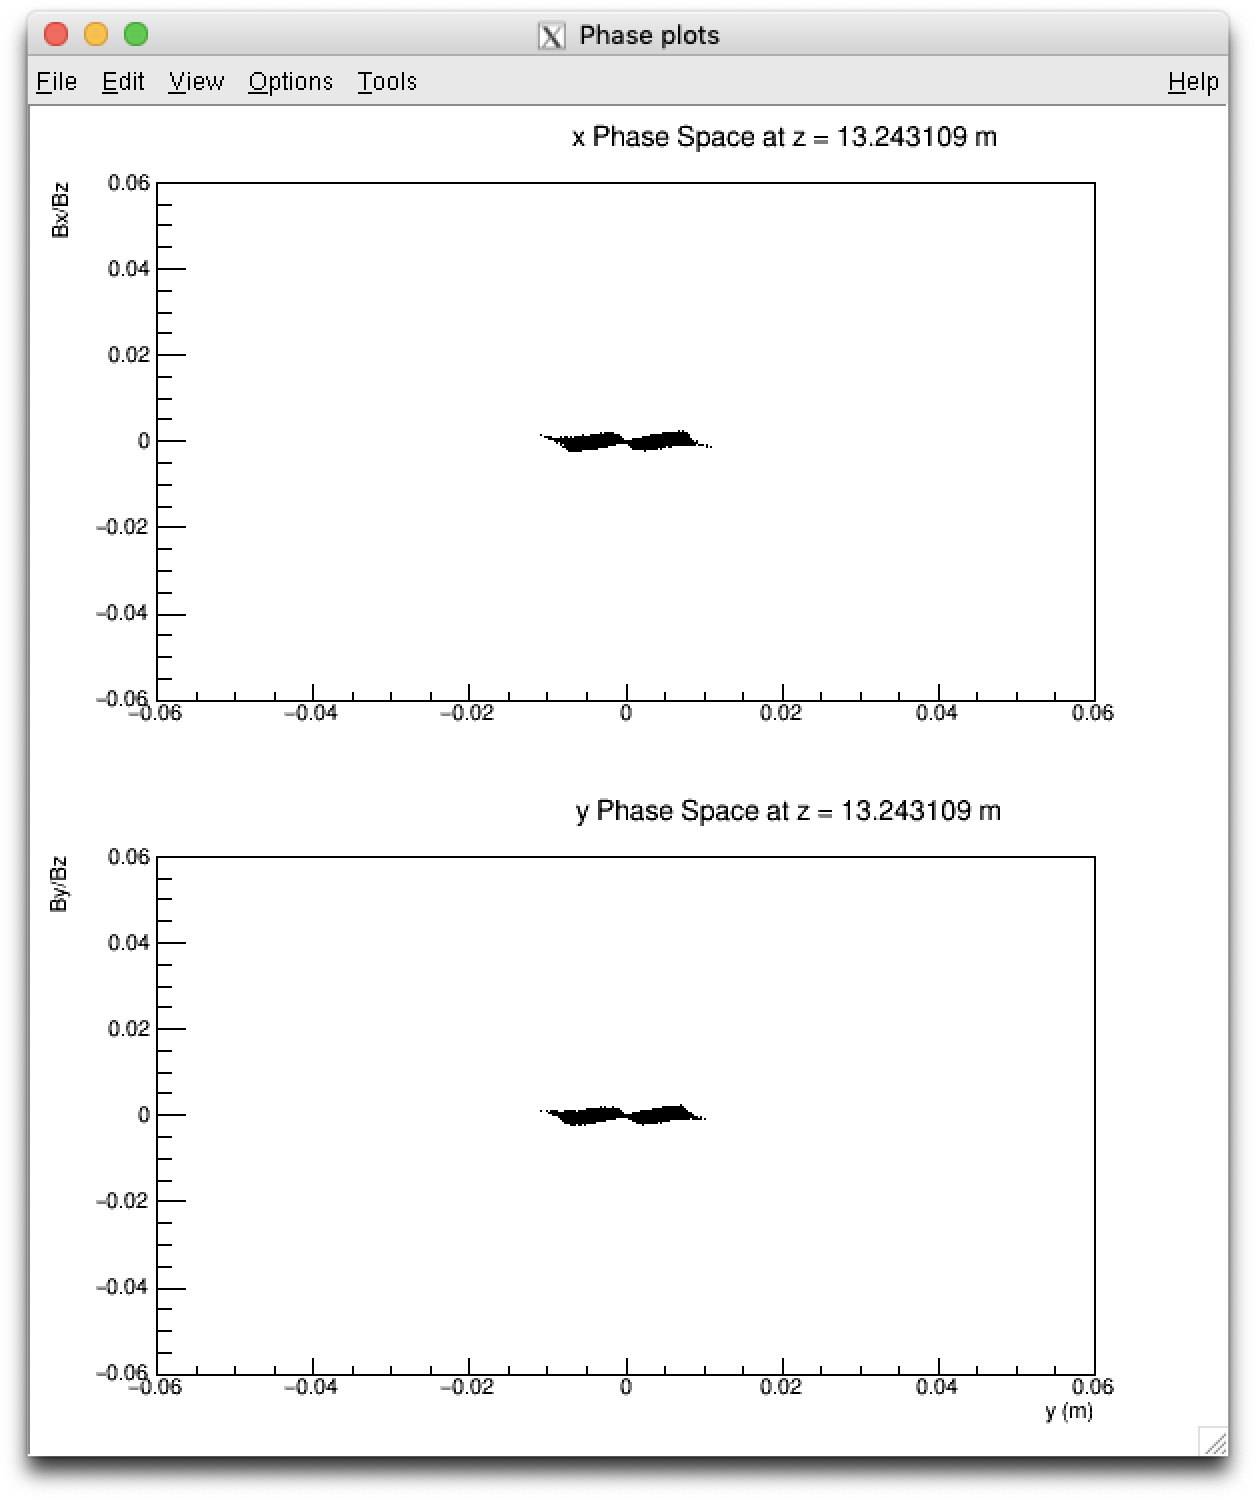 Phase plots
File Edit View Options Tools Help
x Phase Space at z = 13.243109 m
Bx/Bz
0.06
0.04
0.02
0
−0.02
−0.04
−0.06
−0.06 −0.04 −0.02 0 0.02 0.04 0.06
y Phase Space at z = 13.243109 m
By/Bz
0.06
0.04
0.02
0
−0.02
−0.04
−0.06
−0.06 −0.04 −0.02 0 0.02 0.04 0.06
y (m)